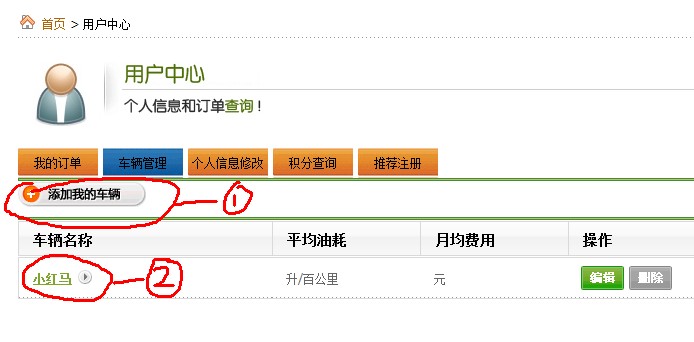 首页 > 用户中心
用户中心
个人信息和订单查询！
我的订单 车辆管理 个人信息修改 积分查询 推荐注册
添加我的车辆 ①
车辆名称 平均油耗 月均费用 操作
小红马 ② 升/百公里 元 编辑 删除